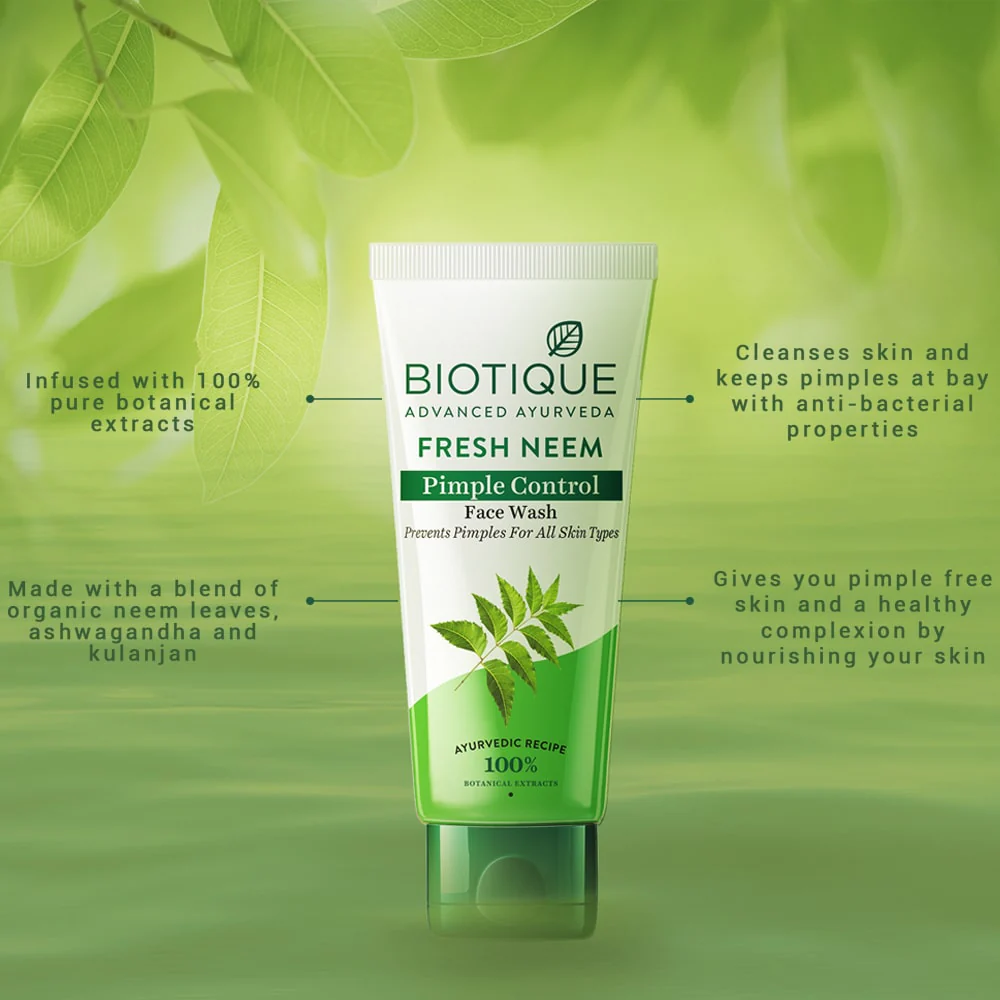 BIOTIQUE
ADVANCED AYURVEDA
FRESH NEEM
Pimple Control
Face Wash
Prevents Pimples For All Skin Types
AYURVEDIC RECIPE
100%
BOTANICAL EXTRACTS
Infused with 100%
pure botanical
extracts
Made with a blend of
organic neem leaves,
ashwagandha and
kulanjan
Cleanses skin and
keeps pimples at bay
with anti-bacterial
properties
Gives you pimple free
skin and a healthy
complexion by
nourishing your skin